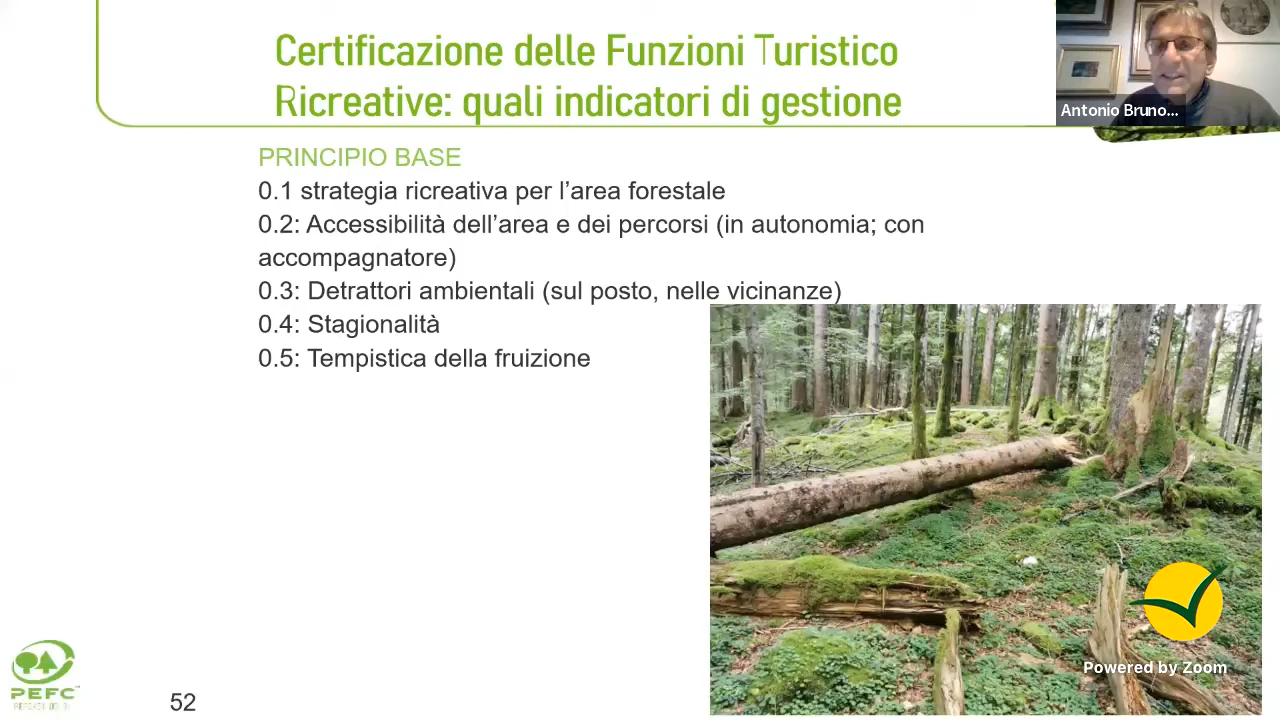 Certificazione delle Funzioni Turistico
Ricreative: quali indicatori di gestione
Antonio Bruno...
PRINCIPIO BASE
0.1 strategia ricreativa per l’area forestale
0.2: Accessibilità dell’area e dei percorsi (in autonomia; con
accompagnatore)
0.3: Detrattori ambientali (sul posto, nelle vicinanze)
0.4: Stagionalità
0.5: Tempistica della fruizione
Powered by Zoom
PEFC
52